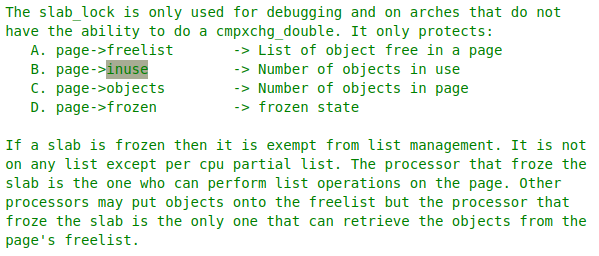 The slab_lock is only used for debugging and on arches that do not
have the ability to do a cmpxchg_double. It only protects:
A. page->freelist -> List of object free in a page
B. page->inuse -> Number of objects in use
C. page->objects -> Number of objects in page
D. page->frozen -> frozen state
If a slab is frozen then it is exempt from list management. It is not
on any list except per cpu partial list. The processor that froze the
slab is the one who can perform list operations on the page. Other
processors may put objects onto the freelist but the processor that
froze the slab is the only one that can retrieve the objects from the
page's freelist.